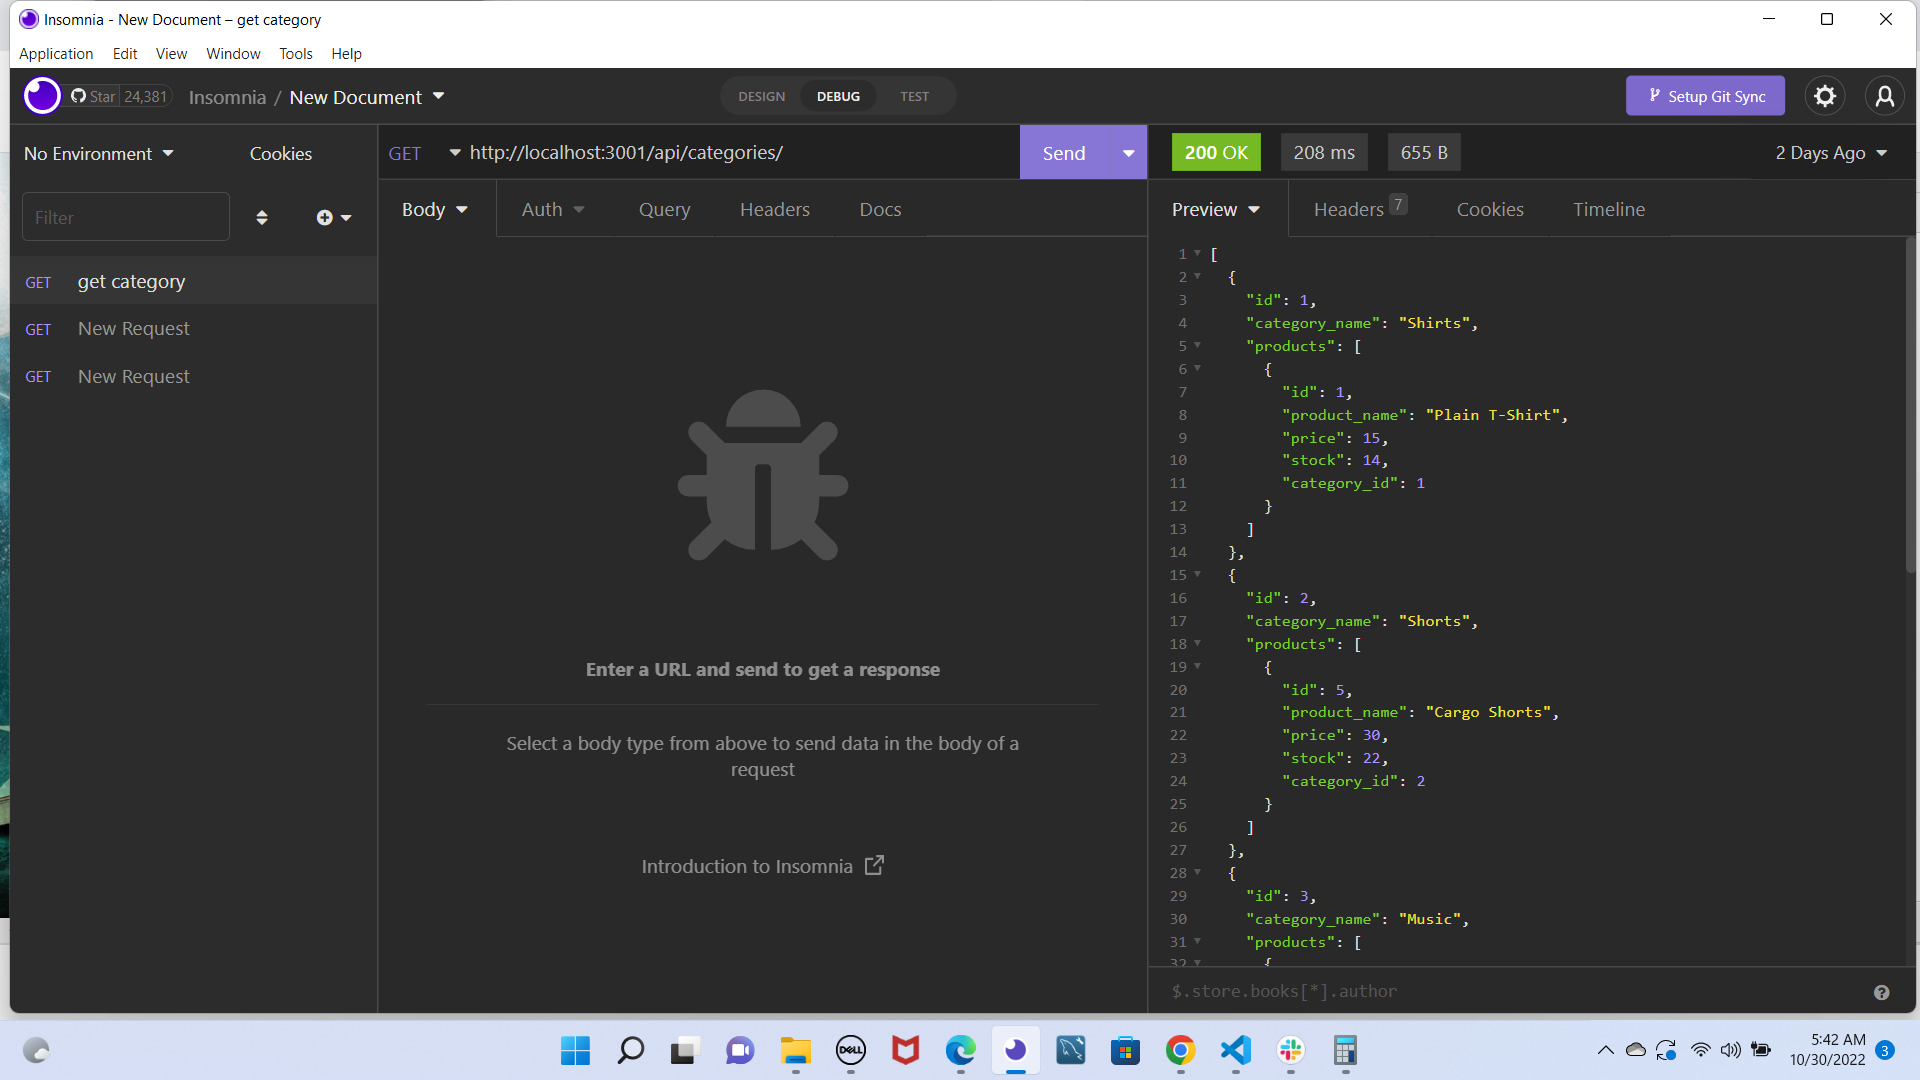 Insomnia - New Document – get category
Application Edit View Window Tools Help
Star 24,381 Insomnia / New Document DESIGN DEBUG TEST Setup Git Sync
No Environment Cookies
GET http://localhost:3001/api/categories/ Send
200 OK 208 ms 655 B 2 Days Ago
Filter
Body Auth Query Headers Docs
Preview Headers 7 Cookies Timeline
GET get category
GET New Request
GET New Request
Enter a URL and send to get a response
Select a body type from above to send data in the body of a
request
Introduction to Insomnia
1 [
2 {
3 "id": 1,
4 "category_name": "Shirts",
5 "products": [
6 {
7 "id": 1,
8 "product_name": "Plain T-Shirt",
9 "price": 15,
10 "stock": 14,
11 "category_id": 1
12 }
13 ]
14 },
15 {
16 "id": 2,
17 "category_name": "Shorts",
18 "products": [
19 {
20 "id": 5,
21 "product_name": "Cargo Shorts",
22 "price": 30,
23 "stock": 22,
24 "category_id": 2
25 }
26 ]
27 },
28 {
29 "id": 3,
30 "category_name": "Music",
31 "products": [
32 {
$.store.books[*].author
DELL
5:42 AM
10/30/2022 3